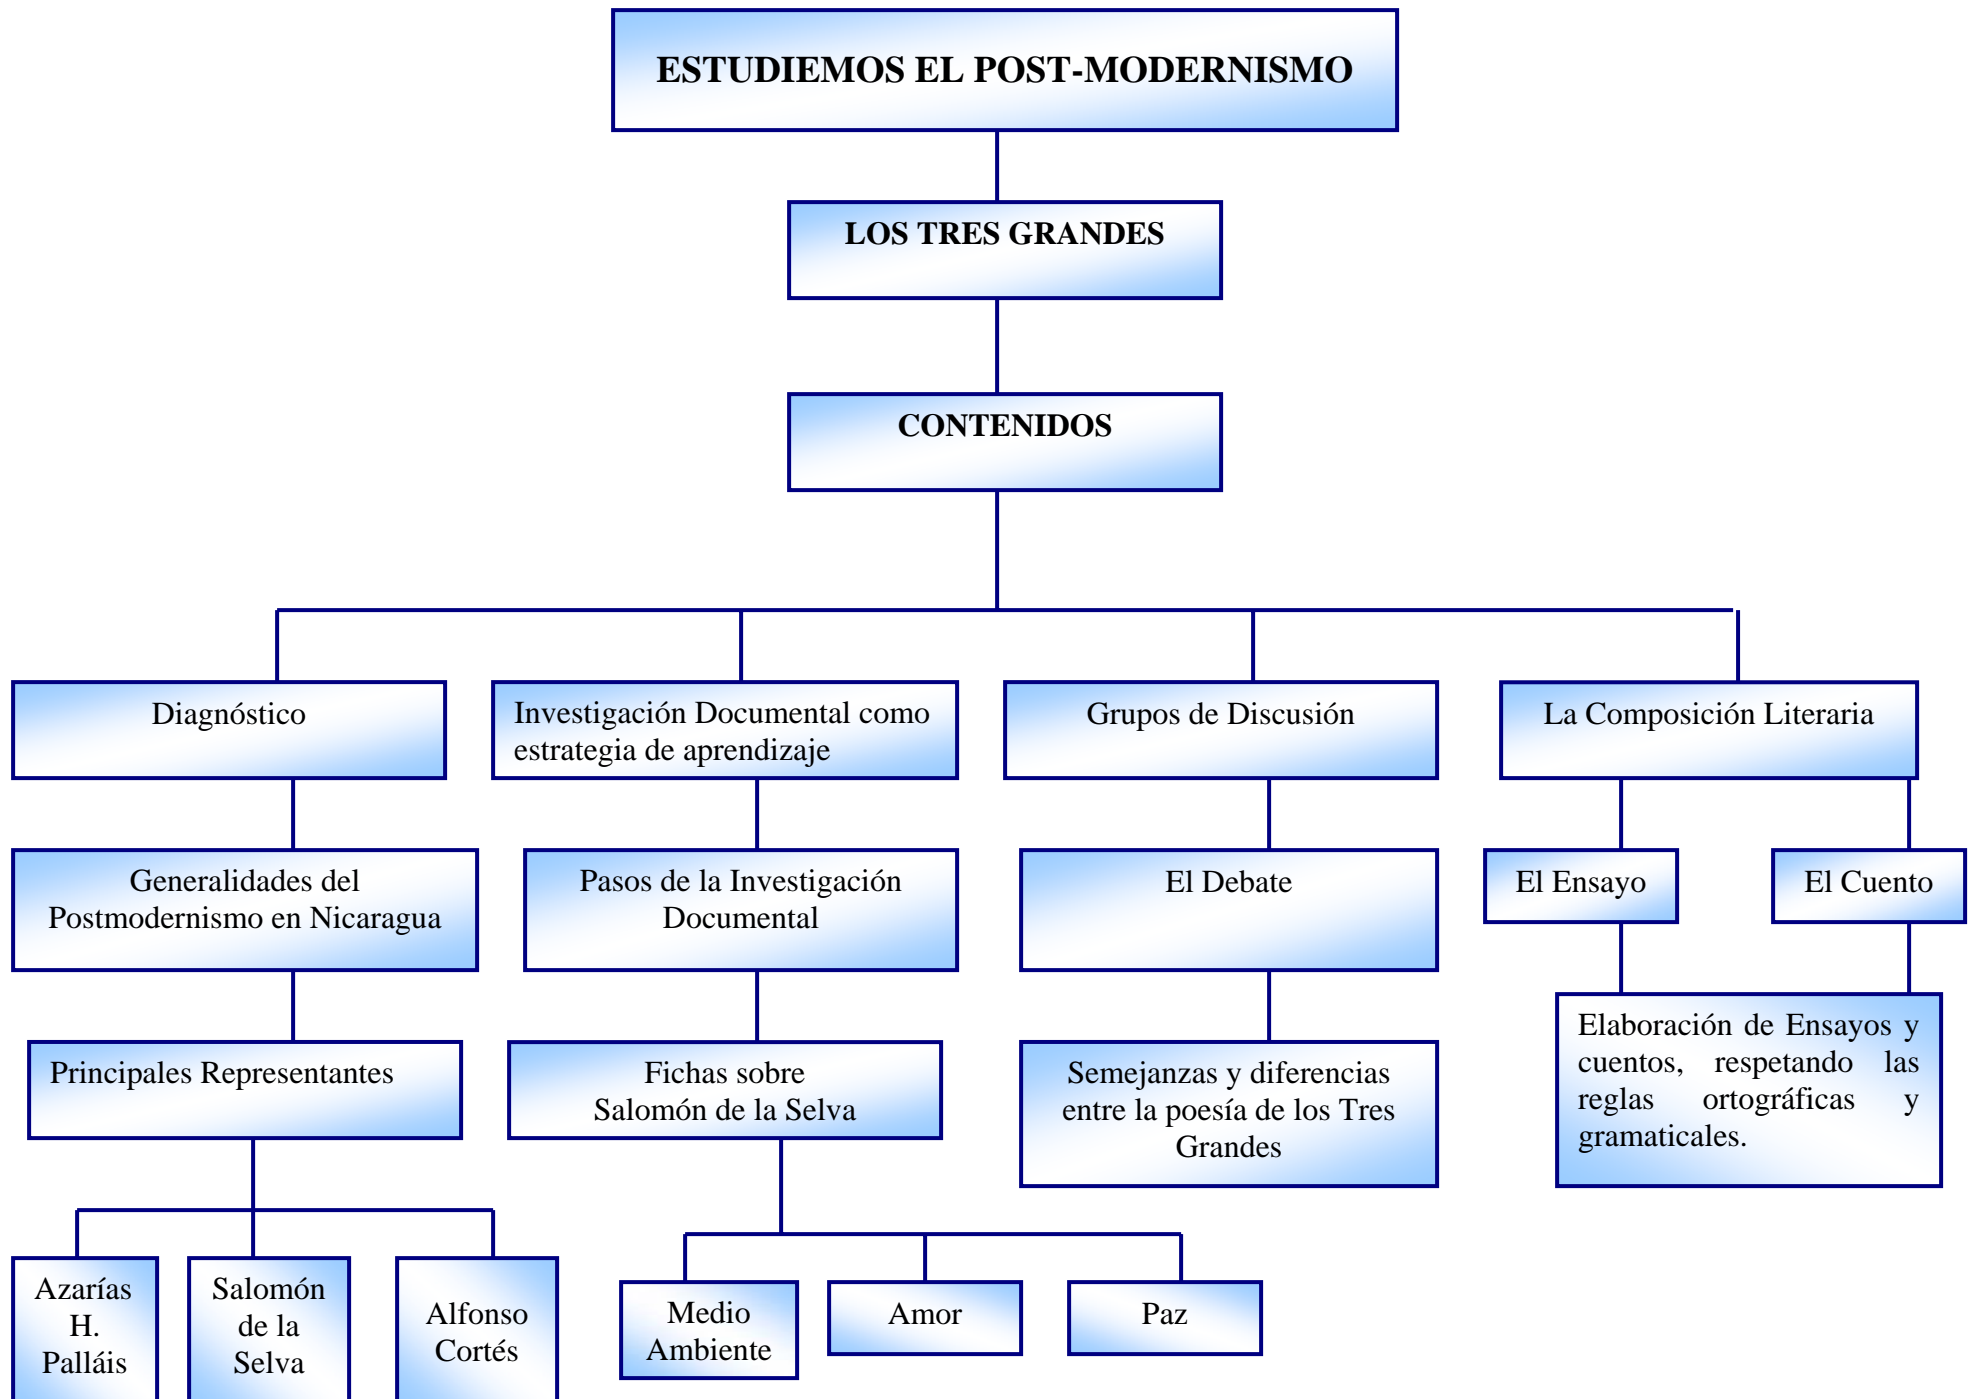 ESTUDIEMOS EL POST-MODERNISMO
LOS TRES GRANDES
CONTENIDOS
Diagnóstico
Investigación Documental como
estrategia de aprendizaje
Grupos de Discusión
La Composición Literaria
Generalidades del
Postmodernismo en Nicaragua
Pasos de la Investigación
Documental
El Debate
El Ensayo
El Cuento
Principales Representantes
Fichas sobre
Salomón de la Selva
Semejanzas y diferencias
entre la poesía de los Tres
Grandes
Elaboración de Ensayos y
cuentos, respetando las
reglas ortográficas y
gramaticales.
Azarías
H.
Palláis
Salomón
de la
Selva
Alfonso
Cortés
Medio
Ambiente
Amor
Paz